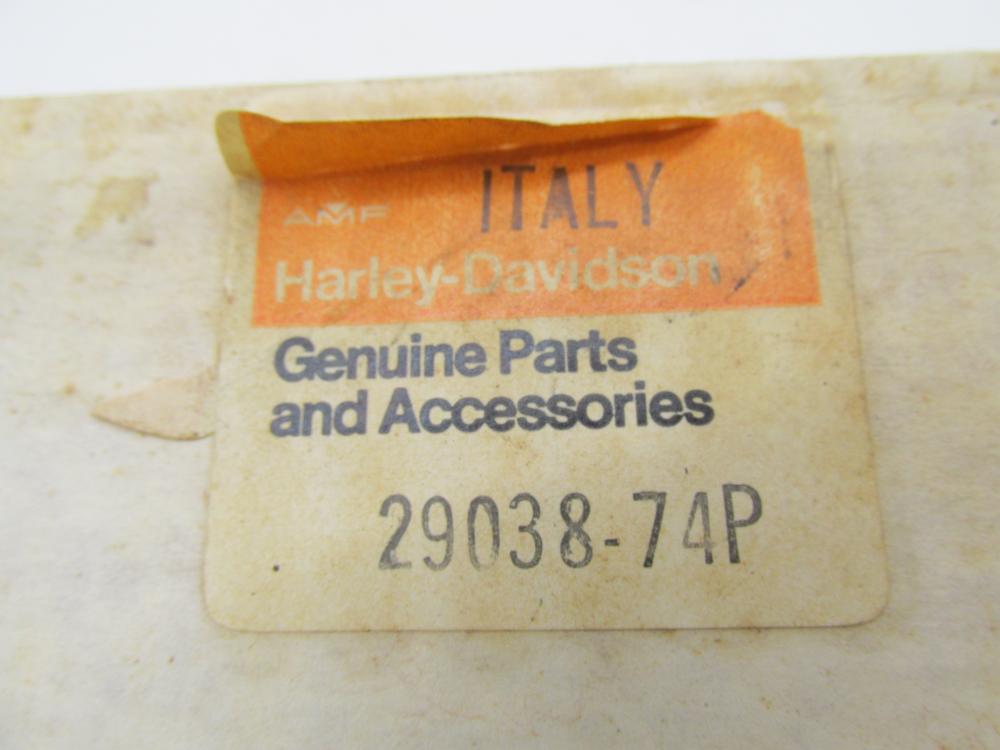 ITALY
AMF
Harley-Davidson
Genuine Parts
and Accessories
29038-74P